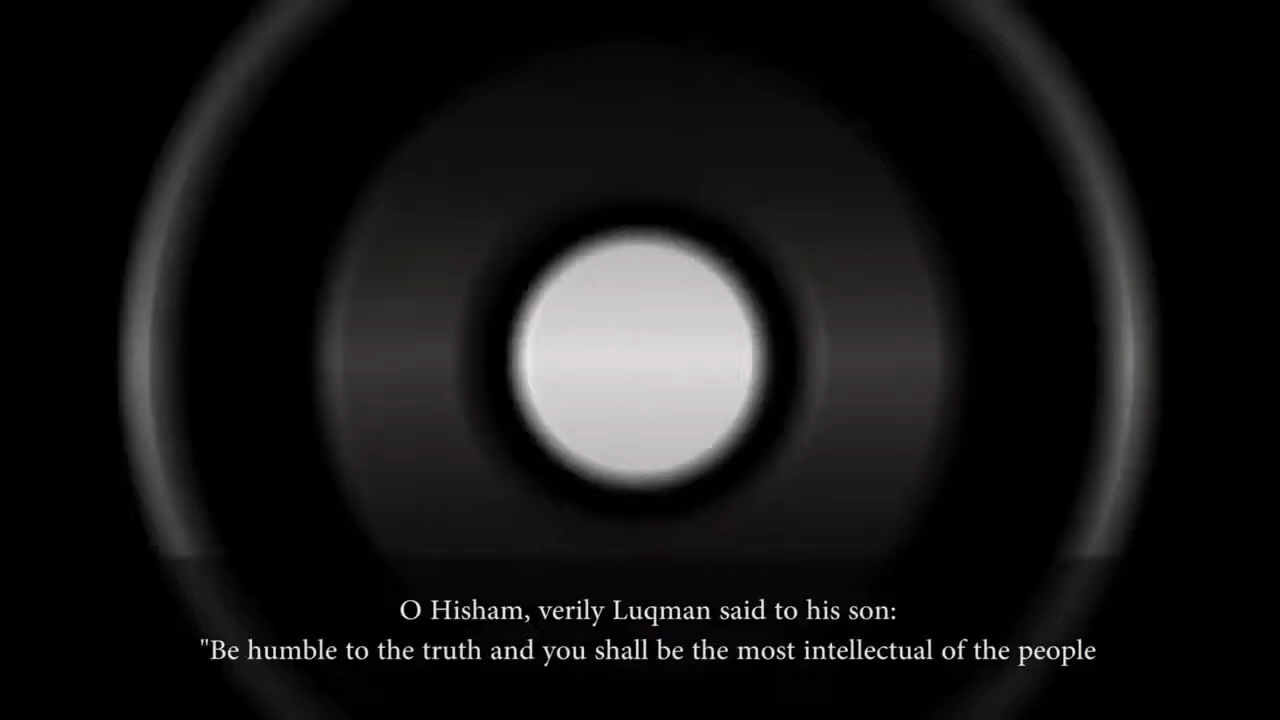 O Hisham, verily Luqman said to his son:
"Be humble to the truth and you shall be the most intellectual of the people